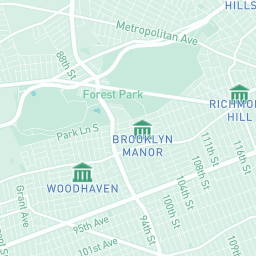 HILLS
Metropolitan Ave
88th St
Forest Park
RICHMO
HILL
Park Ln S
BROOKLYN
MANOR
111th St
116th St
108th St
WOODHAVEN
104th St
100th St
Grant Ave
95th Ave
94th St
101st Ave